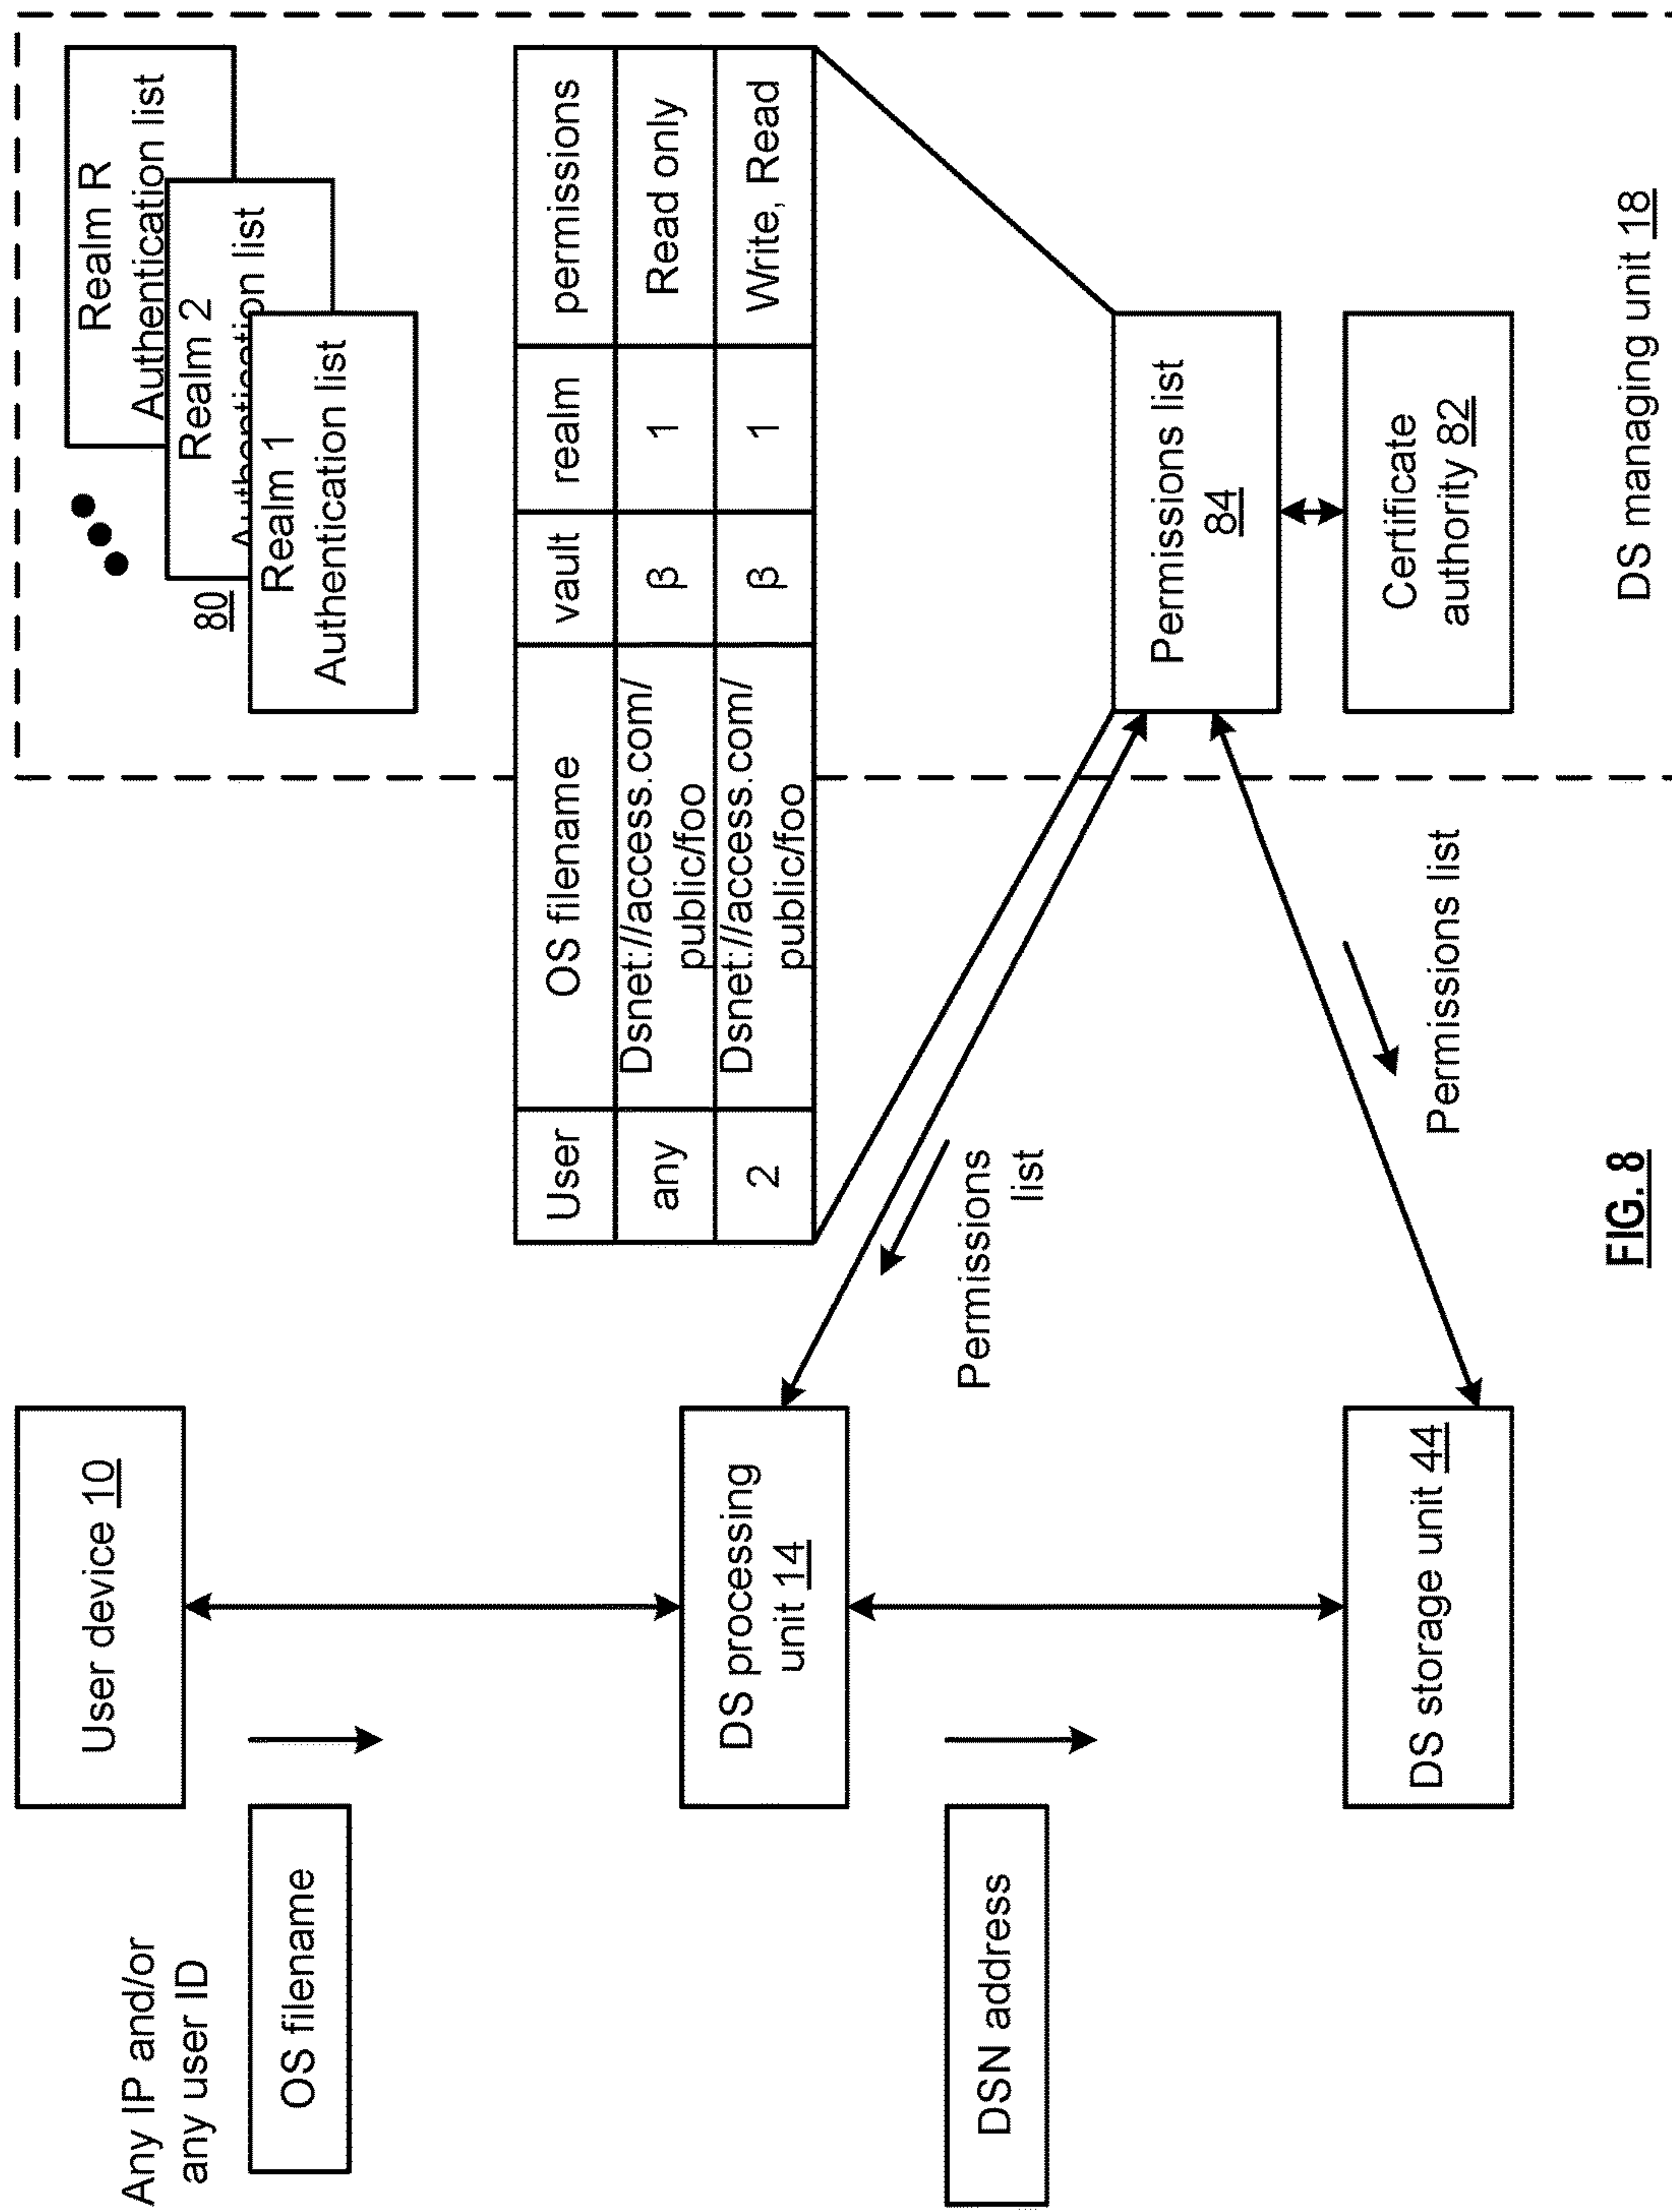 Any IP and/or
any user ID
OS filename
User device 10
DSN address
DS processing
unit 14
DS storage unit 44
Permissions
list
Permissions list
User OS filename vault realm permissions
any Dsnet://access.com/
public/foo β 1 Read only
2 Dsnet://access.com/
public/foo β 1 Write, Read
80
Realm R
Authentication list
Realm 2
Authentication list
Realm 1
Authentication list
Permissions list
84
Certificate
authority 82
DS managing unit 18
FIG. 8